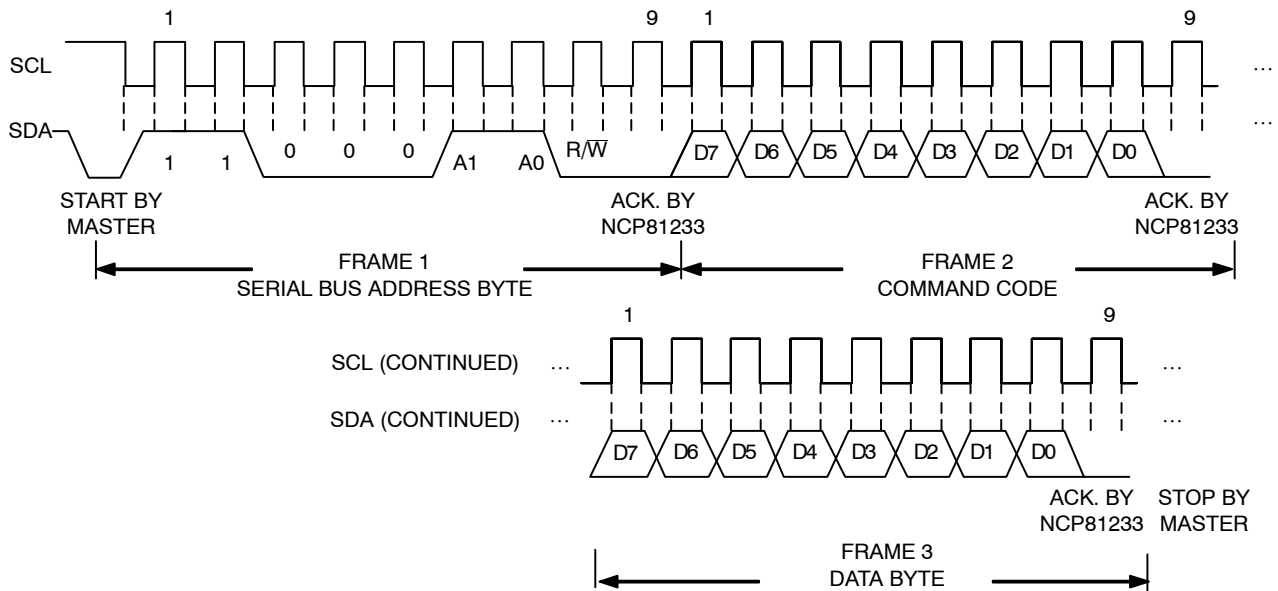 1 9 1 9
SCL ...
SDA ...
1 1 0 0 0 A1 A0 R/W̅ D7 D6 D5 D4 D3 D2 D1 D0
START BY MASTER
ACK. BY NCP81233
ACK. BY NCP81233
FRAME 1
SERIAL BUS ADDRESS BYTE
FRAME 2
COMMAND CODE
1 9
SCL (CONTINUED) ... ...
SDA (CONTINUED) ... ...
D7 D6 D5 D4 D3 D2 D1 D0
ACK. BY NCP81233
STOP BY MASTER
FRAME 3
DATA BYTE